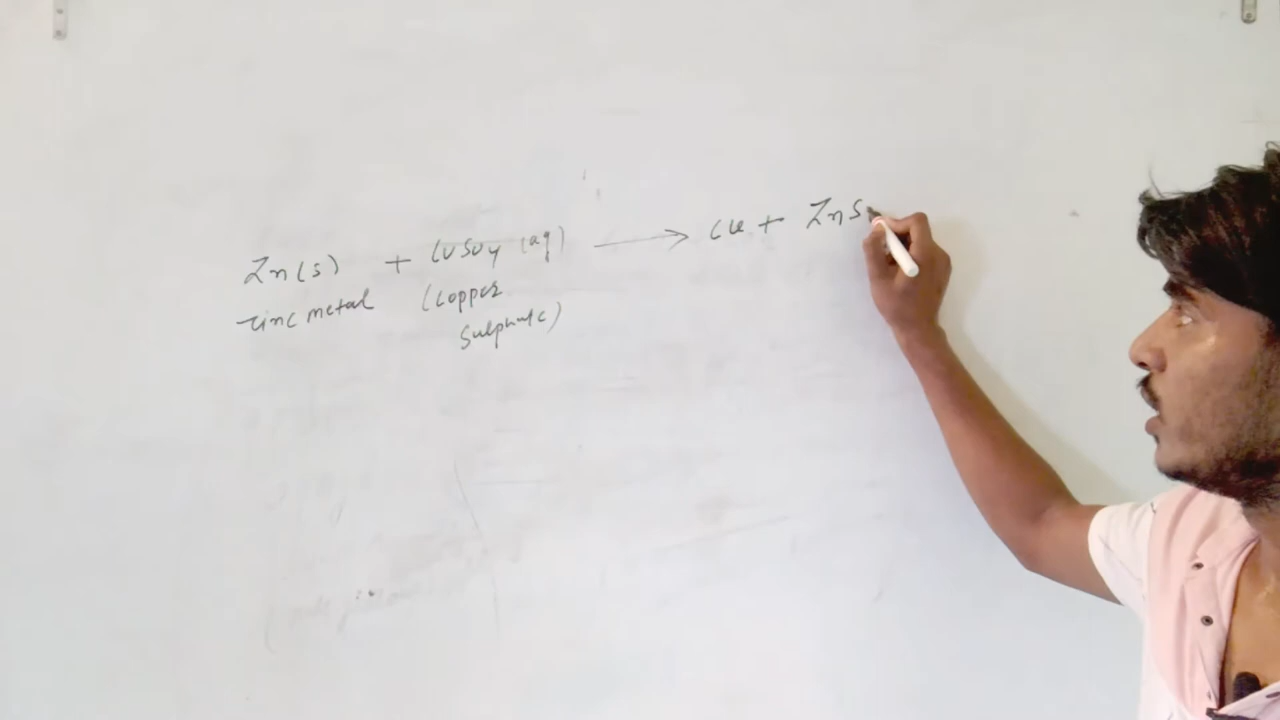 Zn(s) + CuSO4 (aq) ⟶ Cu + ZnS
zinc metal (copper
sulphate)